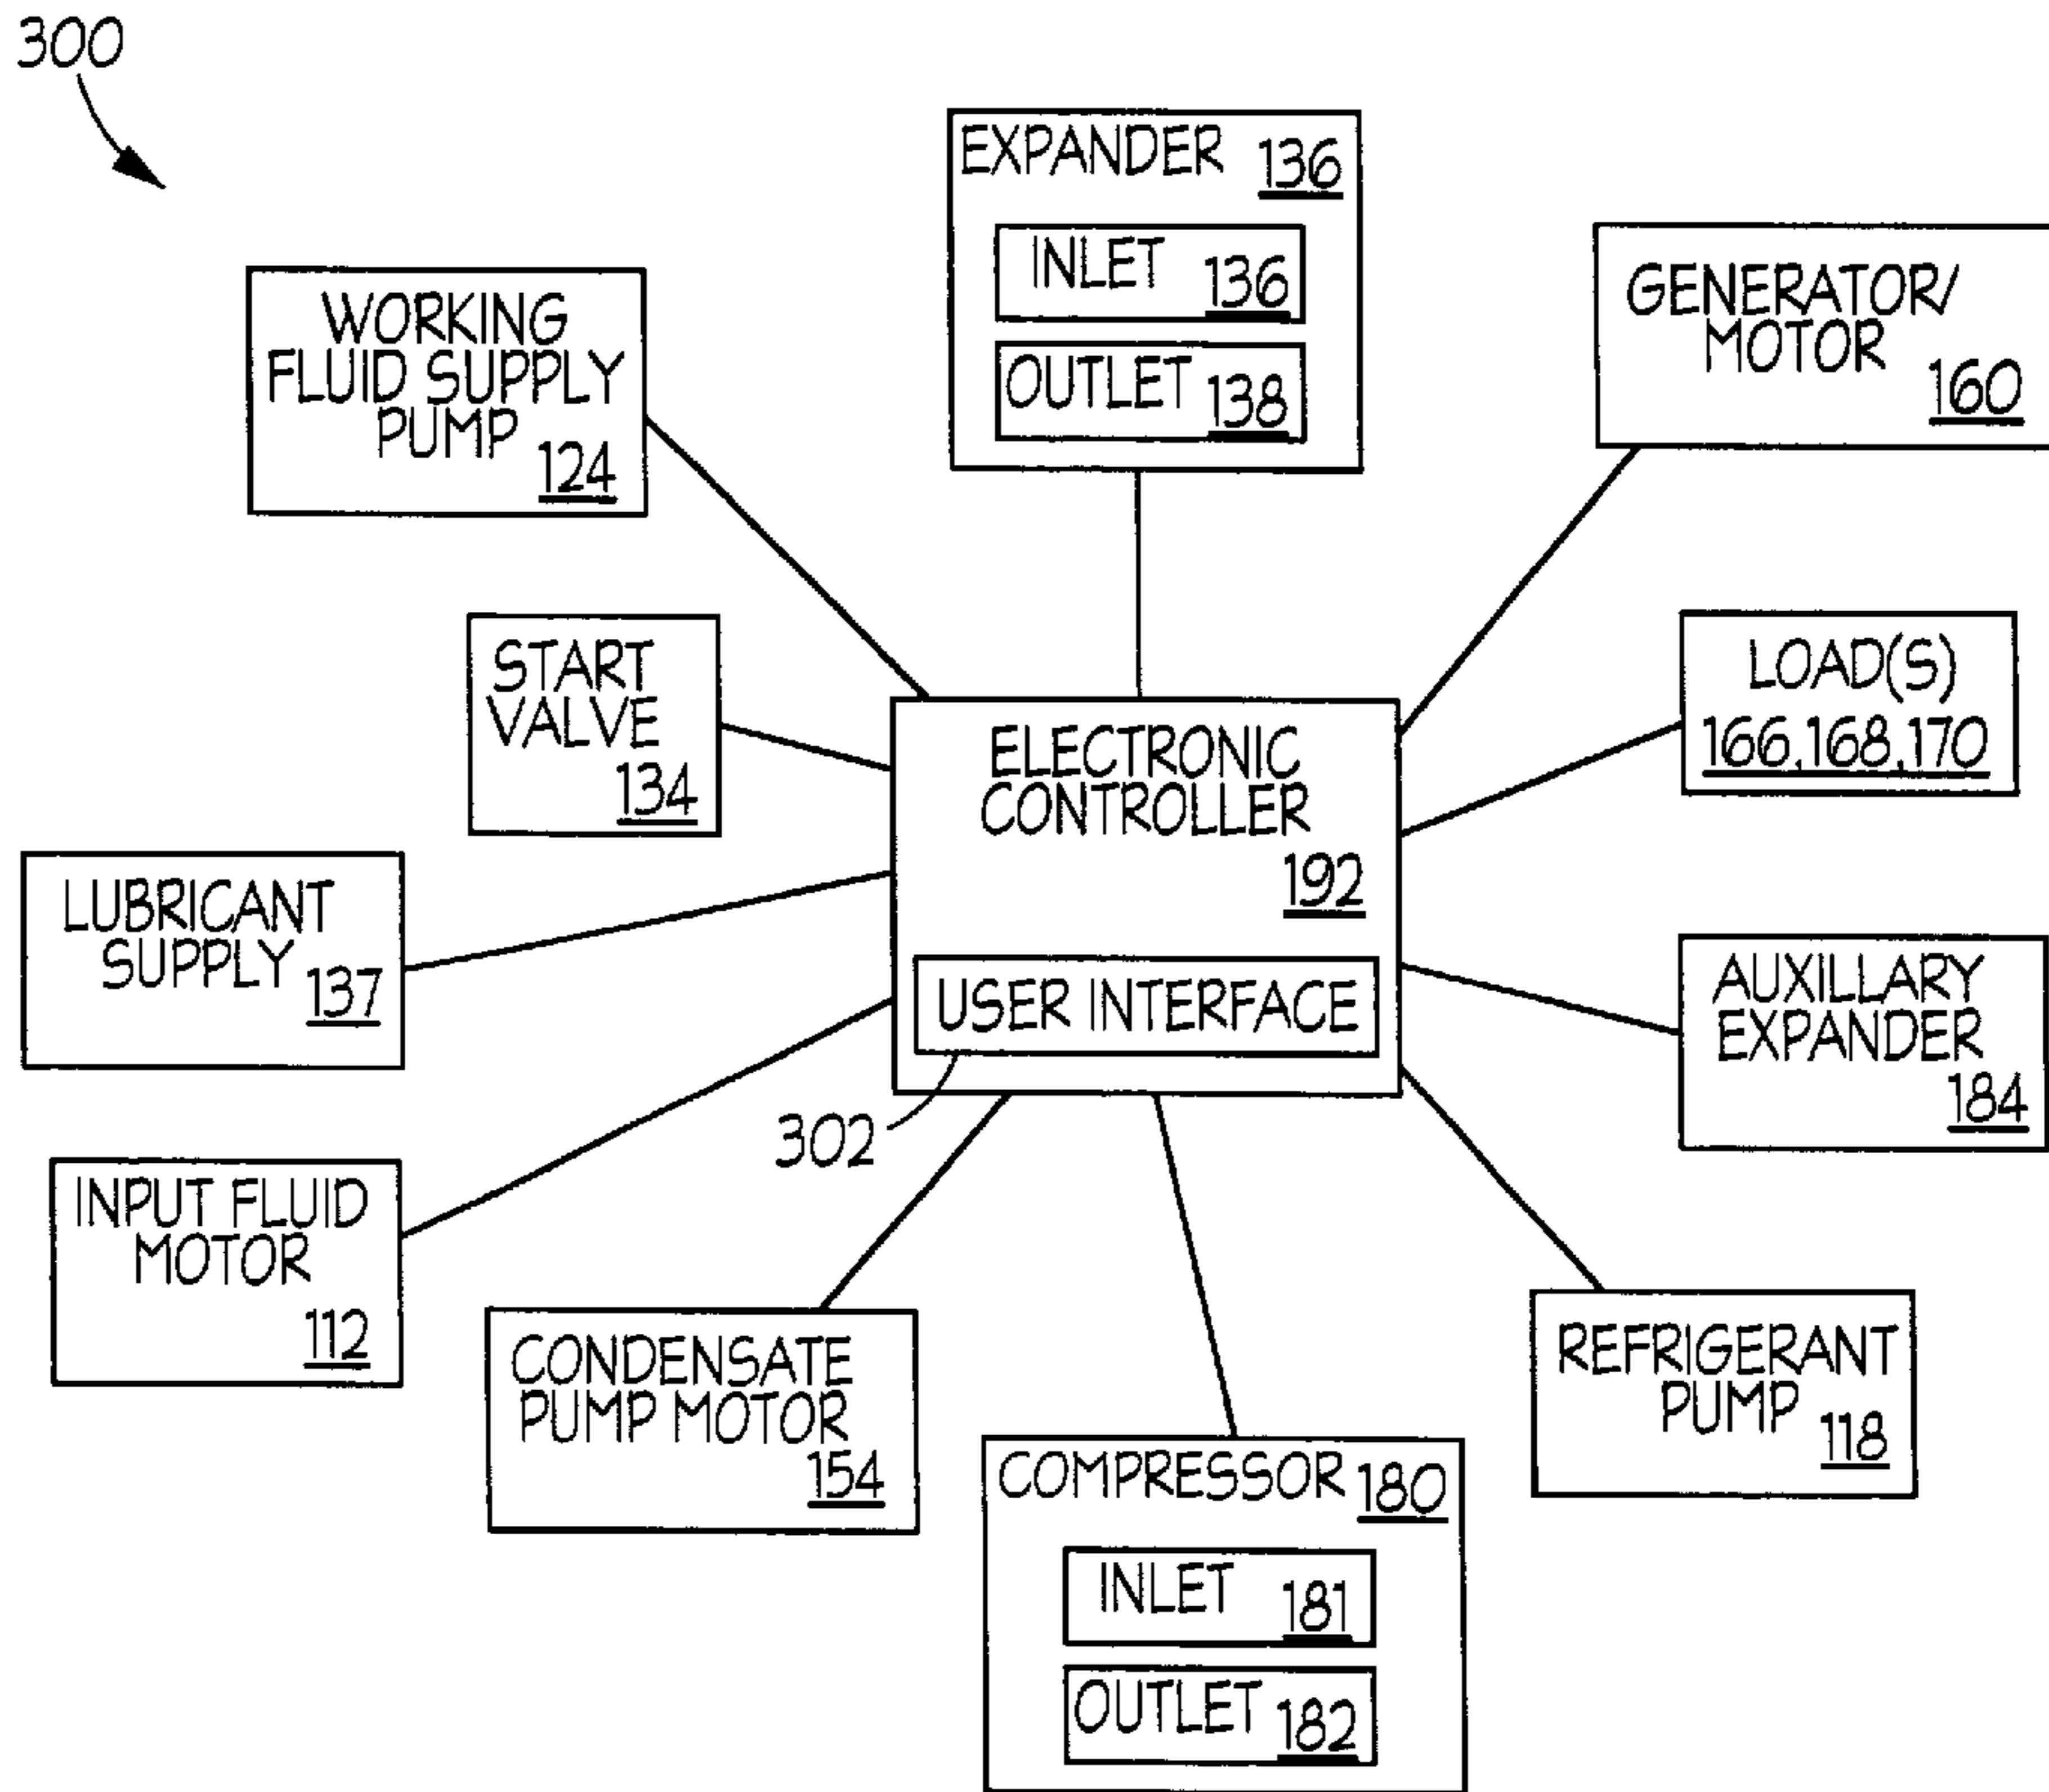 300
EXPANDER 136
INLET 136
OUTLET 138
WORKING
FLUID SUPPLY
PUMP
124
GENERATOR/
MOTOR
160
START
VALVE
134
LOAD(S)
166,168,170
ELECTRONIC
CONTROLLER
192
USER INTERFACE
302
LUBRICANT
SUPPLY
137
AUXILLARY
EXPANDER
184
INPUT FLUID
MOTOR
112
CONDENSATE
PUMP MOTOR
154
REFRIGERANT
PUMP
118
COMPRESSOR 180
INLET 181
OUTLET 182